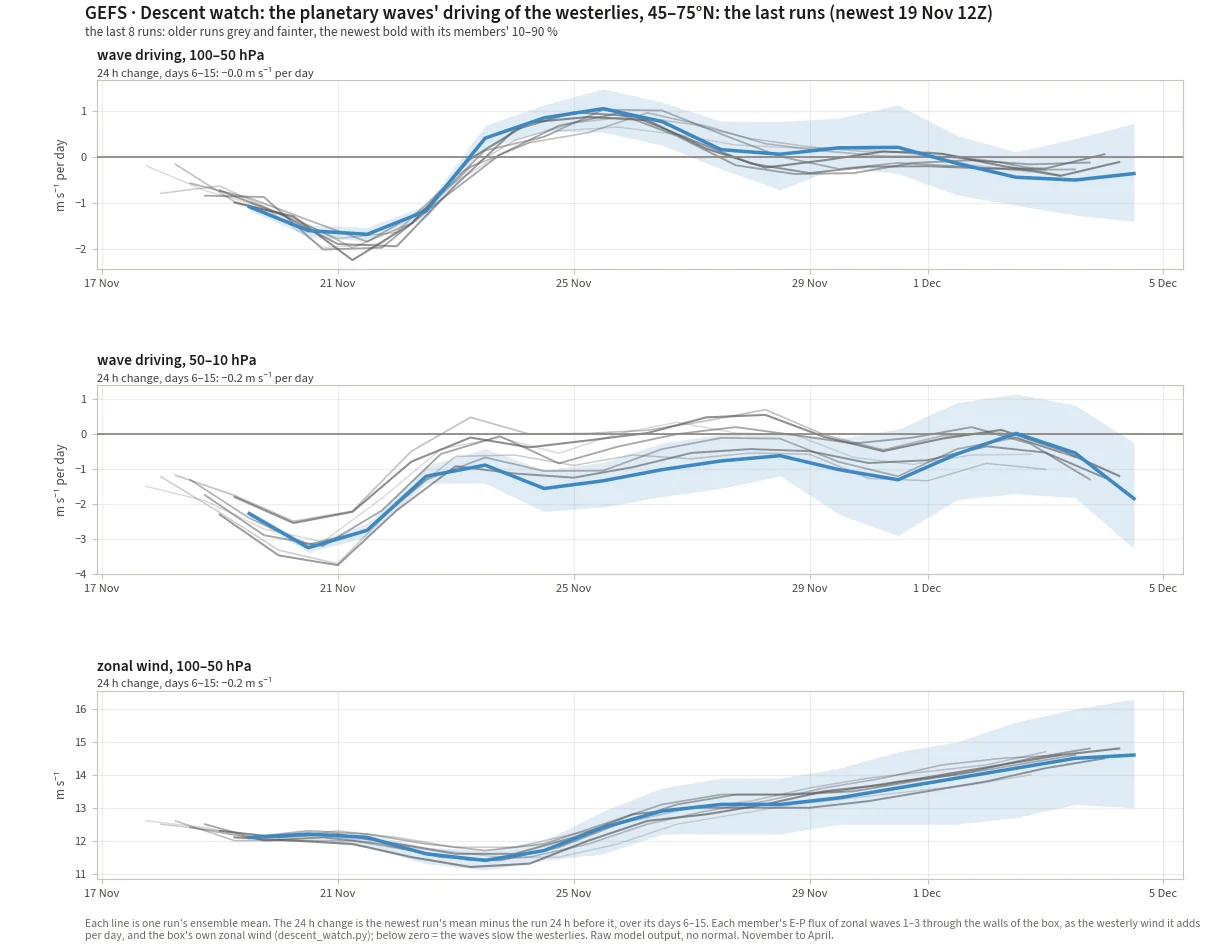 GEFS · Descent watch: the planetary waves' driving of the westerlies, 45–75°N: the last runs (newest 19 Nov 12Z)
the last 8 runs: older runs grey and fainter, the newest bold with its members' 10–90 %
wave driving, 100–50 hPa
24 h change, days 6–15: −0.0 m s⁻¹ per day
1
0
−1
−2
m s⁻¹ per day
17 Nov
21 Nov
25 Nov
29 Nov
1 Dec
5 Dec
wave driving, 50–10 hPa
24 h change, days 6–15: −0.2 m s⁻¹ per day
1
0
−1
−2
−3
−4
m s⁻¹ per day
17 Nov
21 Nov
25 Nov
29 Nov
1 Dec
5 Dec
zonal wind, 100–50 hPa
24 h change, days 6–15: −0.2 m s⁻¹
16
15
14
13
12
11
m s⁻¹
17 Nov
21 Nov
25 Nov
29 Nov
1 Dec
5 Dec
Each line is one run's ensemble mean. The 24 h change is the newest run's mean minus the run 24 h before it, over its days 6–15. Each member's E-P flux of zonal waves 1–3 through the walls of the box, as the westerly wind it adds
per day, and the box's own zonal wind (descent_watch.py); below zero = the waves slow the westerlies. Raw model output, no normal. November to April.